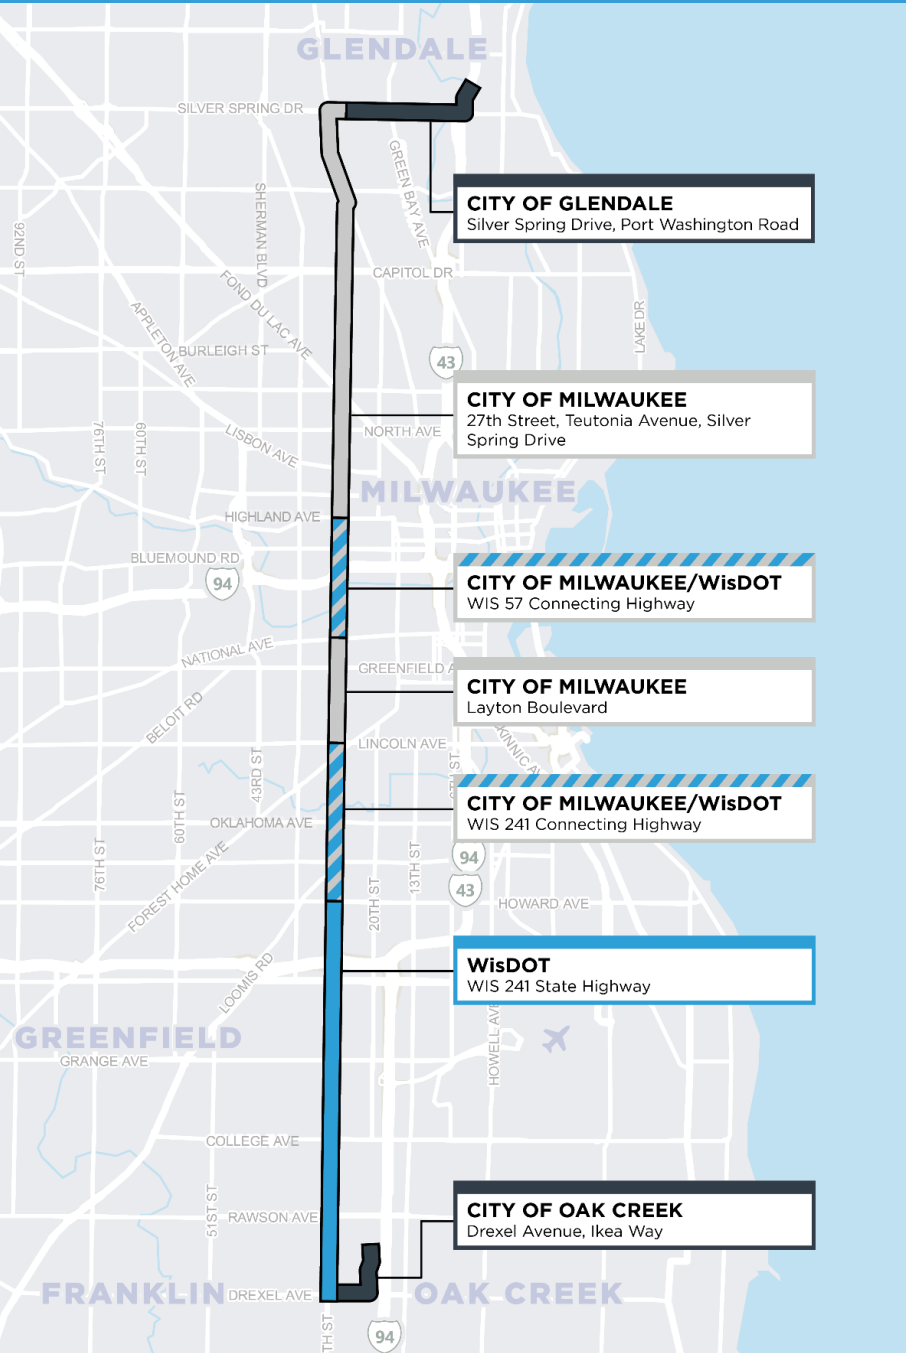 GLENDALE
SILVER SPRING DR
GREEN BAY AVE
SHERMAN BLVD
92ND ST
CITY OF GLENDALE
Silver Spring Drive, Port Washington Road
CAPITOL DR
FOND DU LAC AVE
APPLETON AVE
LAKE DR
BURLEIGH ST
43
CITY OF MILWAUKEE
27th Street, Teutonia Avenue, Silver
Spring Drive
76TH ST
60TH ST
LISBON AVE
NORTH AVE
MILWAUKEE
HIGHLAND AVE
BLUEMOUND RD
94
CITY OF MILWAUKEE/WisDOT
WIS 57 Connecting Highway
NATIONAL AVE
GREENFIELD A
CITY OF MILWAUKEE
Layton Boulevard
BELOIT RD
LINCOLN AVE
KINNIC AV
43RD ST
TH ST
CITY OF MILWAUKEE/WisDOT
WIS 241 Connecting Highway
60TH ST
OKLAHOMA AVE
76TH ST
FOREST HOME AVE
13TH ST
94
43
20TH ST
HOWARD AVE
WisDOT
WIS 241 State Highway
LOOMIS RD
HOWELL AVE
GREENFIELD
GRANGE AVE
COLLEGE AVE
51ST ST
RAWSON AVE
CITY OF OAK CREEK
Drexel Avenue, Ikea Way
FRANKLIN
DREXEL AVE
OAK CREEK
TH ST
94